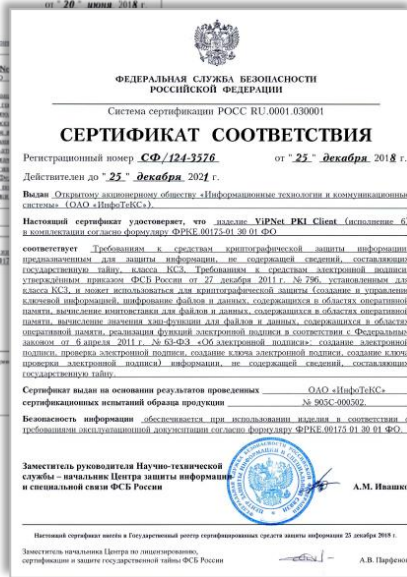 от "20" июня 2018 г.
ФЕДЕРАЛЬНАЯ СЛУЖБА БЕЗОПАСНОСТИ
РОССИЙСКОЙ ФЕДЕРАЦИИ
Система сертификации РОСС RU.0001.030001
СЕРТИФИКАТ СООТВЕТСТВИЯ
Регистрационный номер СФ/124-3576 от "25" декабря 2018 г.
Действителен до "25" декабря 2021 г.
Выдан Открытому акционерному обществу «Информационные технологии и коммуникационные
системы» (ОАО «ИнфоТеКС»).
Настоящий сертификат удостоверяет, что изделие ViPNet PKI Client (исполнение 6)
в комплектации согласно формуляру ФРКЕ.00175-01 30 01 ФО
соответствует Требованиям к средствам криптографической защиты информации,
предназначенным для защиты информации, не содержащей сведений, составляющих
государственную тайну, класса КС3, Требованиям к средствам электронной подписи,
утверждённым приказом ФСБ России от 27 декабря 2011 г. № 796, установленным для
класса КС3, и может использоваться для криптографической защиты (создание и управление
ключевой информацией, шифрование файлов и данных, содержащихся в областях оперативной
памяти, вычисление имитовставки для файлов и данных, содержащихся в областях оперативной
памяти, вычисление значения хэш-функции для файлов и данных, содержащихся в областях
оперативной памяти, реализация функций электронной подписи в соответствии с Федеральным
законом от 6 апреля 2011 г. № 63-ФЗ «Об электронной подписи»: создание электронной
подписи, проверка электронной подписи, создание ключа электронной подписи, создание ключа
проверки электронной подписи) информации, не содержащей сведений, составляющих
государственную тайну.
Сертификат выдан на основании результатов проведенных ОАО «ИнфоТеКС»
сертификационных испытаний образца продукции № 905С-000502.
Безопасность информации обеспечивается при использовании изделия в соответствии с
требованиями эксплуатационной документации согласно формуляру ФРКЕ.00175 01 30 01 ФО.
Заместитель руководителя Научно-технической
службы – начальник Центра защиты информации
и специальной связи ФСБ России
А.М. Ивашко
Настоящий сертификат внесён в Государственный реестр сертифицированных средств защиты информации 25 декабря 2018 г.
Заместитель начальника Центра по лицензированию,
сертификации и защите государственной тайны ФСБ России
А.В. Парфенов